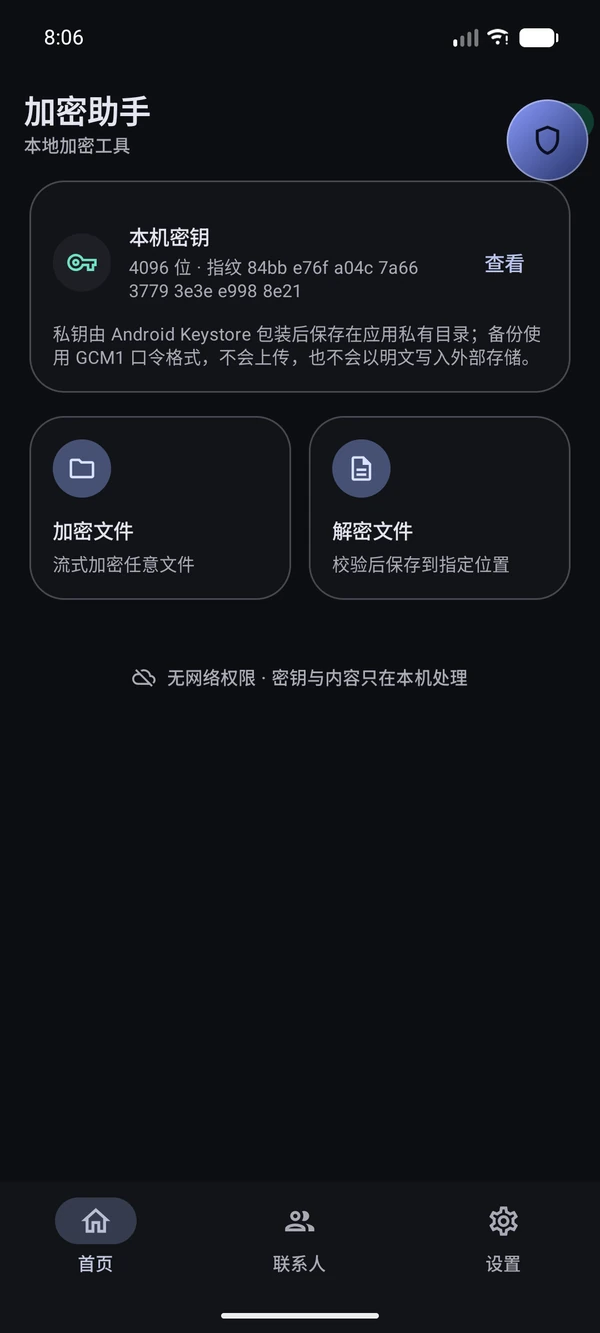 8:06
加密助手
本地加密工具
本机密钥
4096 位 · 指纹 84bb e76f a04c 7a66
3779 3e3e e998 8e21
查看
私钥由 Android Keystore 包装后保存在应用私有目录；备份使
用 GCM1 口令格式，不会上传，也不会以明文写入外部存储。
加密文件
流式加密任意文件
解密文件
校验后保存到指定位置
无网络权限 · 密钥与内容只在本机处理
首页
联系人
设置